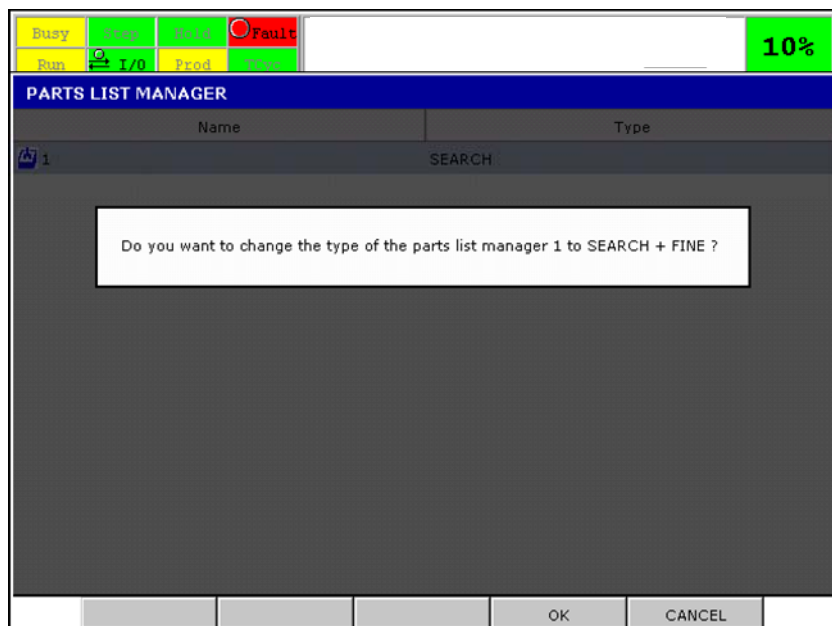 Busy Step Hold Fault
Run I/O Prod TCyc
10%
PARTS LIST MANAGER
Name Type
1 SEARCH
Do you want to change the type of the parts list manager 1 to SEARCH + FINE ?
OK CANCEL